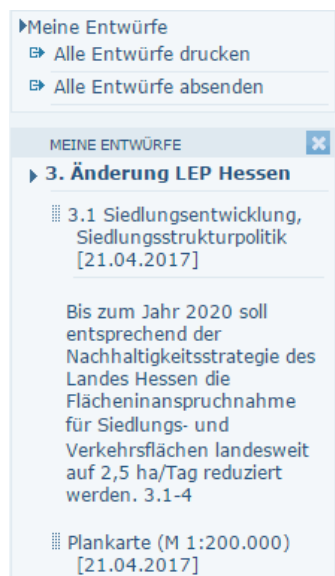 Meine Entwürfe
Alle Entwürfe drucken
Alle Entwürfe absenden
MEINE ENTWÜRFE
3. Änderung LEP Hessen
3.1 Siedlungsentwicklung,
Siedlungsstrukturpolitik
[21.04.2017]
Bis zum Jahr 2020 soll
entsprechend der
Nachhaltigkeitsstrategie des
Landes Hessen die
Flächeninanspruchnahme
für Siedlungs- und
Verkehrsflächen landesweit
auf 2,5 ha/Tag reduziert
werden. 3.1-4
Plankarte (M 1:200.000)
[21.04.2017]